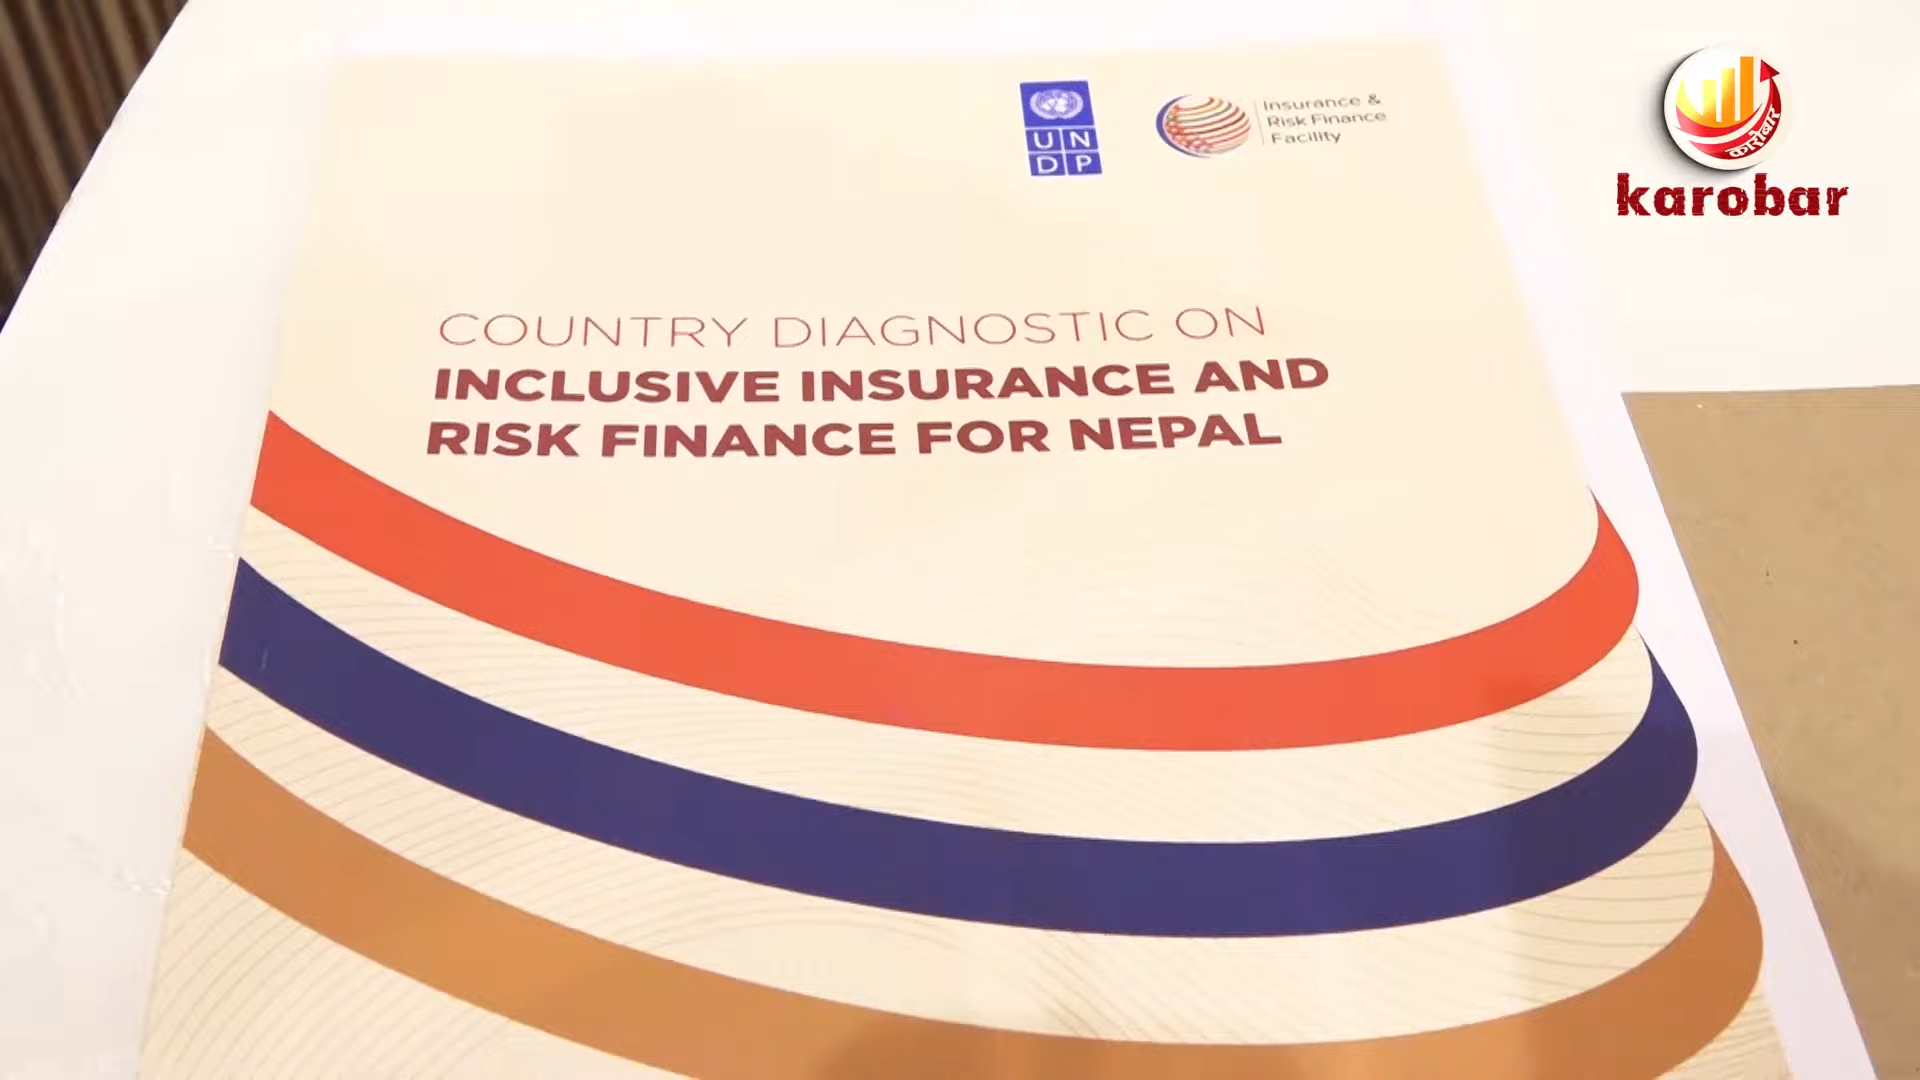 UN
DP
Insurance &
Risk Finance
Facility
कारोबार
karobar
COUNTRY DIAGNOSTIC ON
INCLUSIVE INSURANCE AND
RISK FINANCE FOR NEPAL